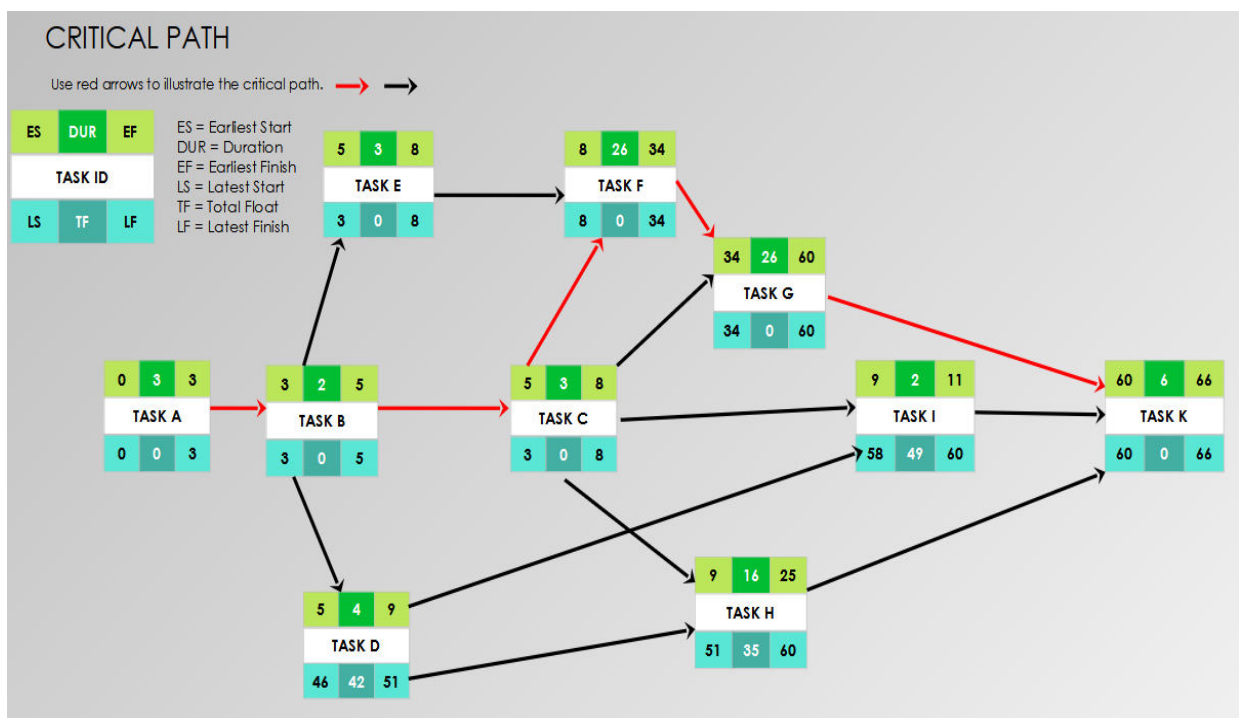 CRITICAL PATH
Use red arrows to illustrate the critical path.
ES DUR EF
TASK ID
LS TF LF
ES = Earliest Start
DUR = Duration
EF = Earliest Finish
LS = Latest Start
TF = Total Float
LF = Latest Finish
5 3 8
TASK E
3 0 8
8 26 34
TASK F
8 0 34
34 26 60
TASK G
34 0 60
0 3 3
TASK A
0 0 3
3 2 5
TASK B
3 0 5
5 3 8
TASK C
3 0 8
9 2 11
TASK I
58 49 60
60 6 66
TASK K
60 0 66
9 16 25
TASK H
51 35 60
5 4 9
TASK D
46 42 51